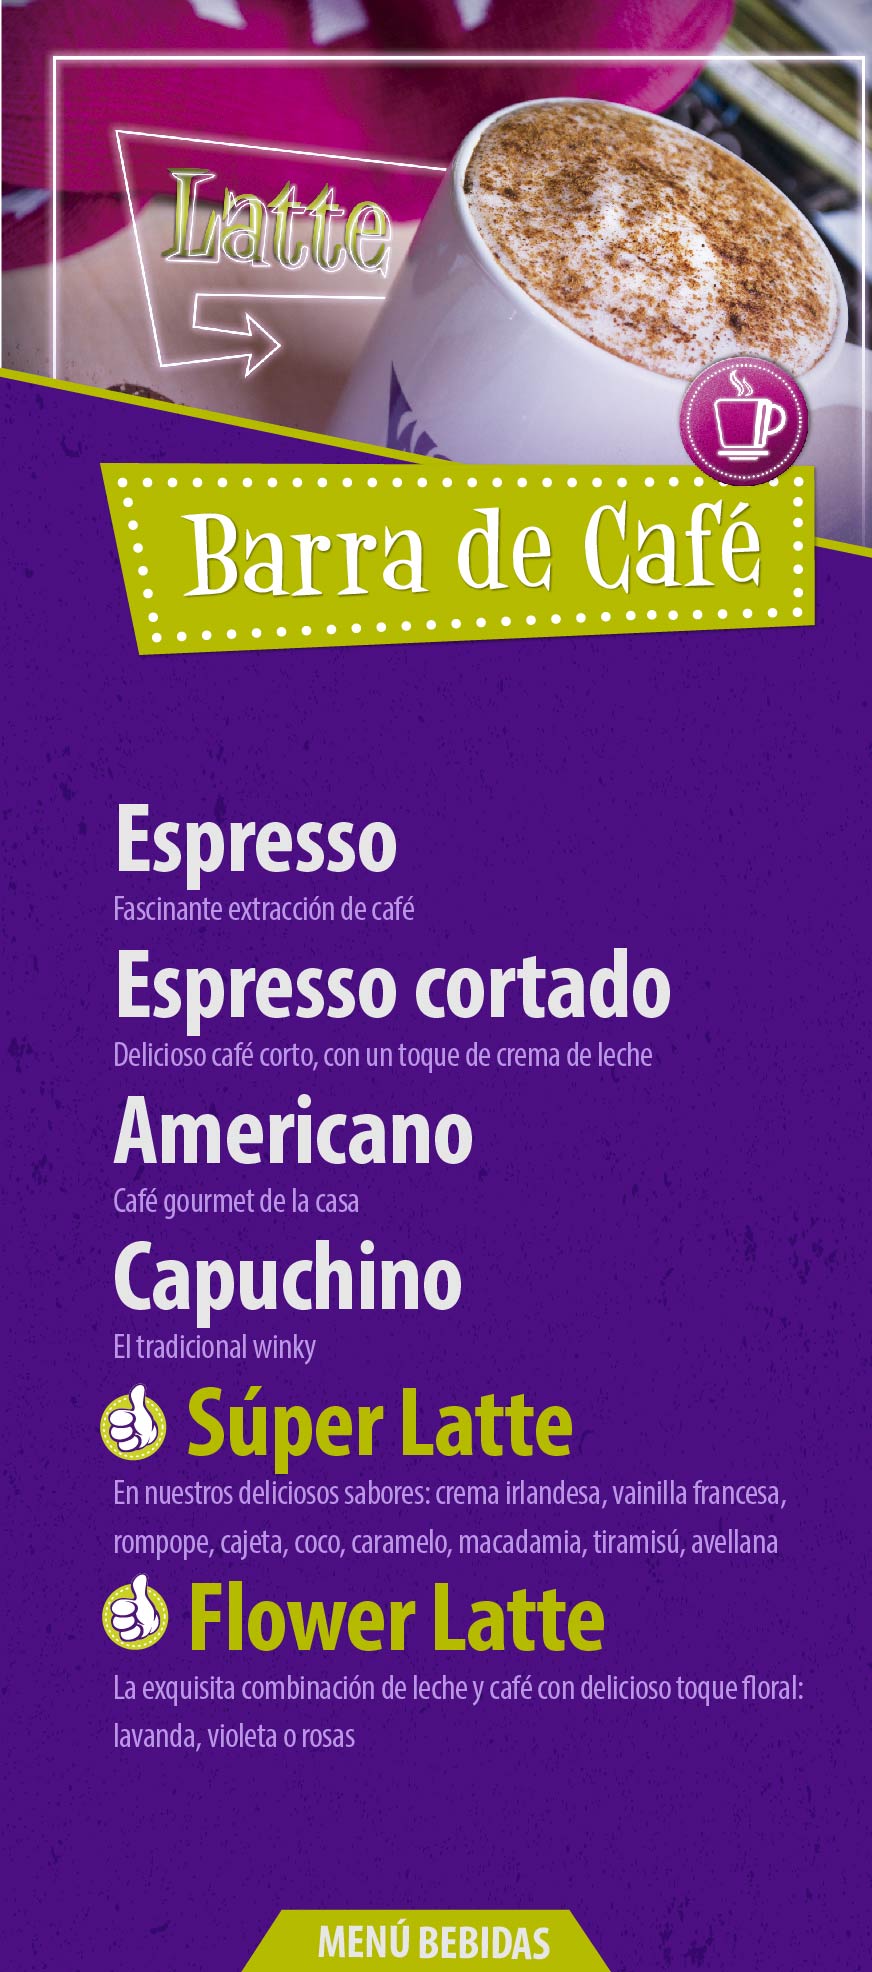 Latte
Barra de Café
Espresso
Fascinante extracción de café
Espresso cortado
Delicioso café corto, con un toque de crema de leche
Americano
Café gourmet de la casa
Capuchino
El tradicional winky
Súper Latte
En nuestros deliciosos sabores: crema irlandesa, vainilla francesa,
rompope, cajeta, coco, caramelo, macadamia, tiramisú, avellana
Flower Latte
La exquisita combinación de leche y café con delicioso toque floral:
lavanda, violeta o rosas
MENÚ BEBIDAS